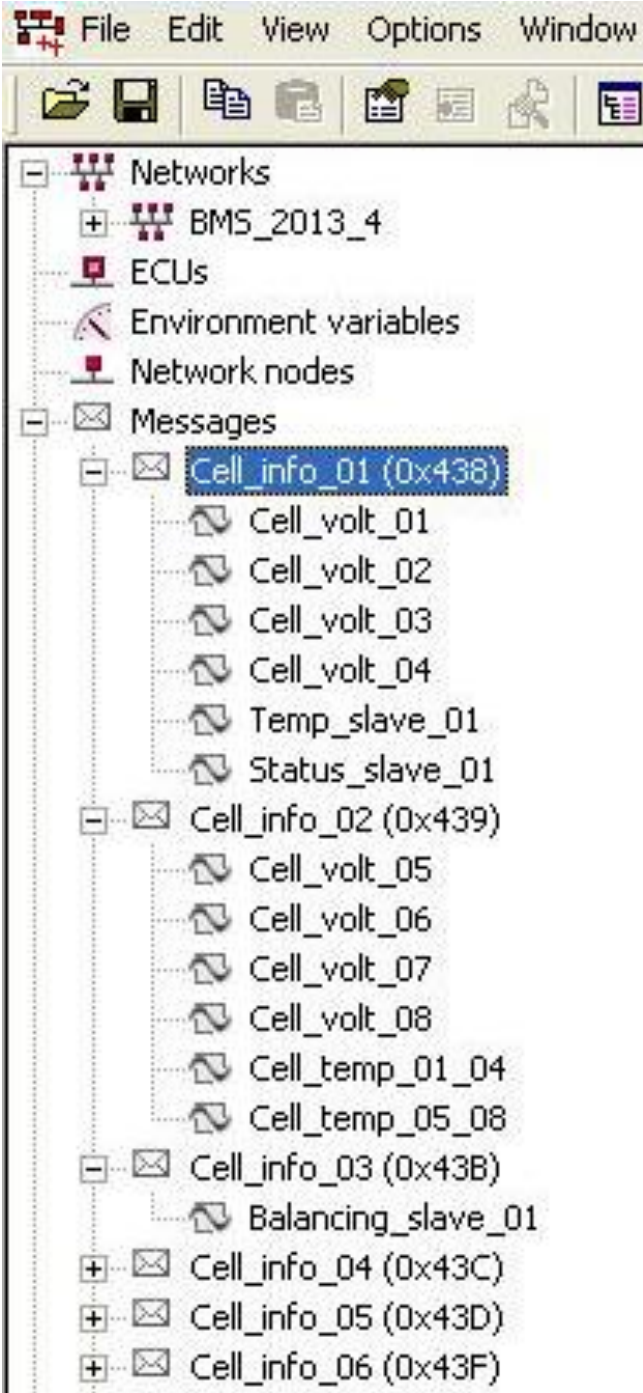 File Edit View Options Window
Networks
BMS_2013_4
ECUs
Environment variables
Network nodes
Messages
Cell_info_01 (0x438)
Cell_volt_01
Cell_volt_02
Cell_volt_03
Cell_volt_04
Temp_slave_01
Status_slave_01
Cell_info_02 (0x439)
Cell_volt_05
Cell_volt_06
Cell_volt_07
Cell_volt_08
Cell_temp_01_04
Cell_temp_05_08
Cell_info_03 (0x43B)
Balancing_slave_01
Cell_info_04 (0x43C)
Cell_info_05 (0x43D)
Cell_info_06 (0x43F)